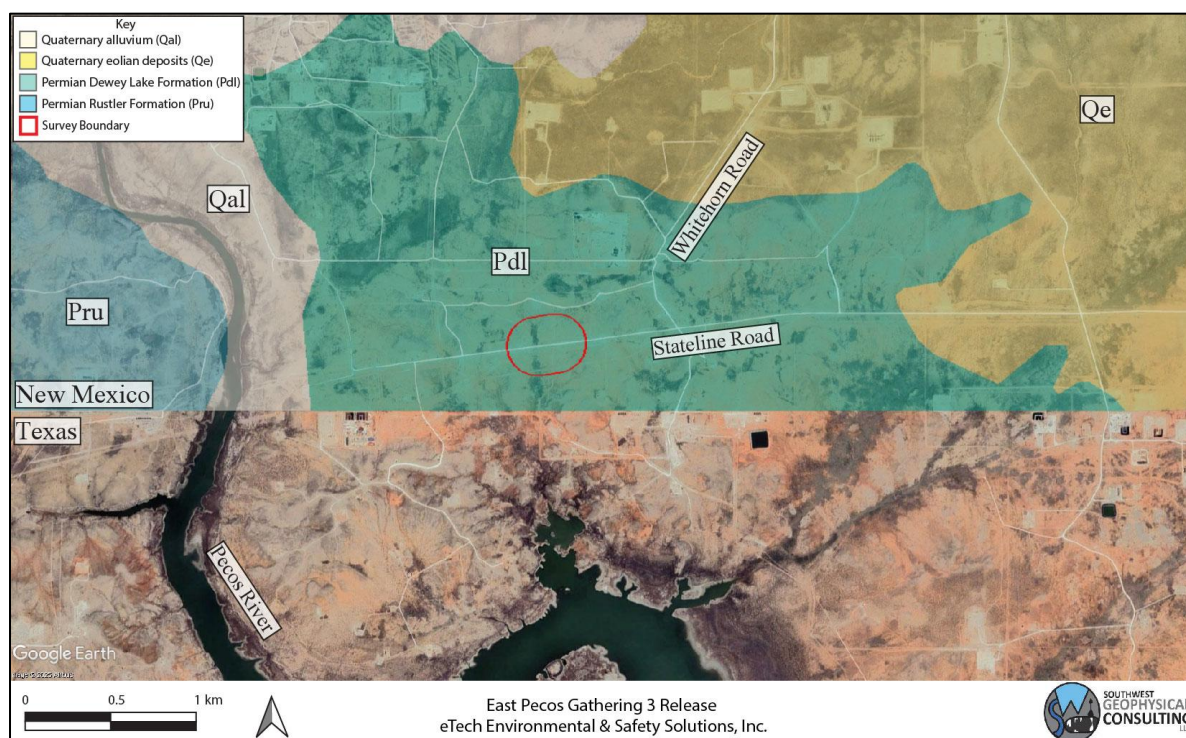 Key
Quaternary alluvium (Qal)
Quaternary eolian deposits (Qe)
Permian Dewey Lake Formation (Pdl)
Permian Rustler Formation (Pru)
Survey Boundary
Qe
Qal
Whitehorn Road
Pdl
Pru
Stateline Road
New Mexico
Texas
Pecos River
Google Earth
0 0.5 1 km
East Pecos Gathering 3 Release
eTech Environmental & Safety Solutions, Inc.
SOUTHWEST
GEOPHYSICAL
CONSULTING